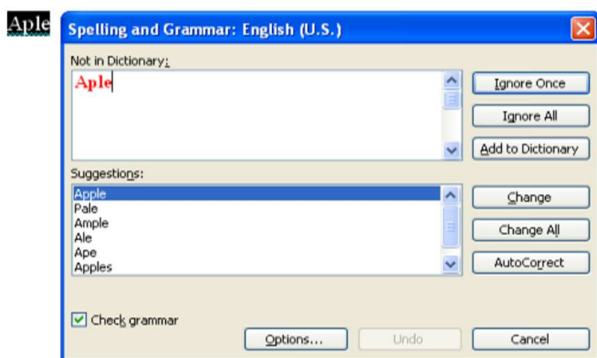 Aple
Spelling and Grammar: English (U.S.)
Not in Dictionary:
Aple
Ignore Once
Ignore All
Add to Dictionary
Suggestions:
Apple
Pale
Ample
Ale
Ape
Apples
Change
Change All
AutoCorrect
Check grammar
Options...
Undo
Cancel